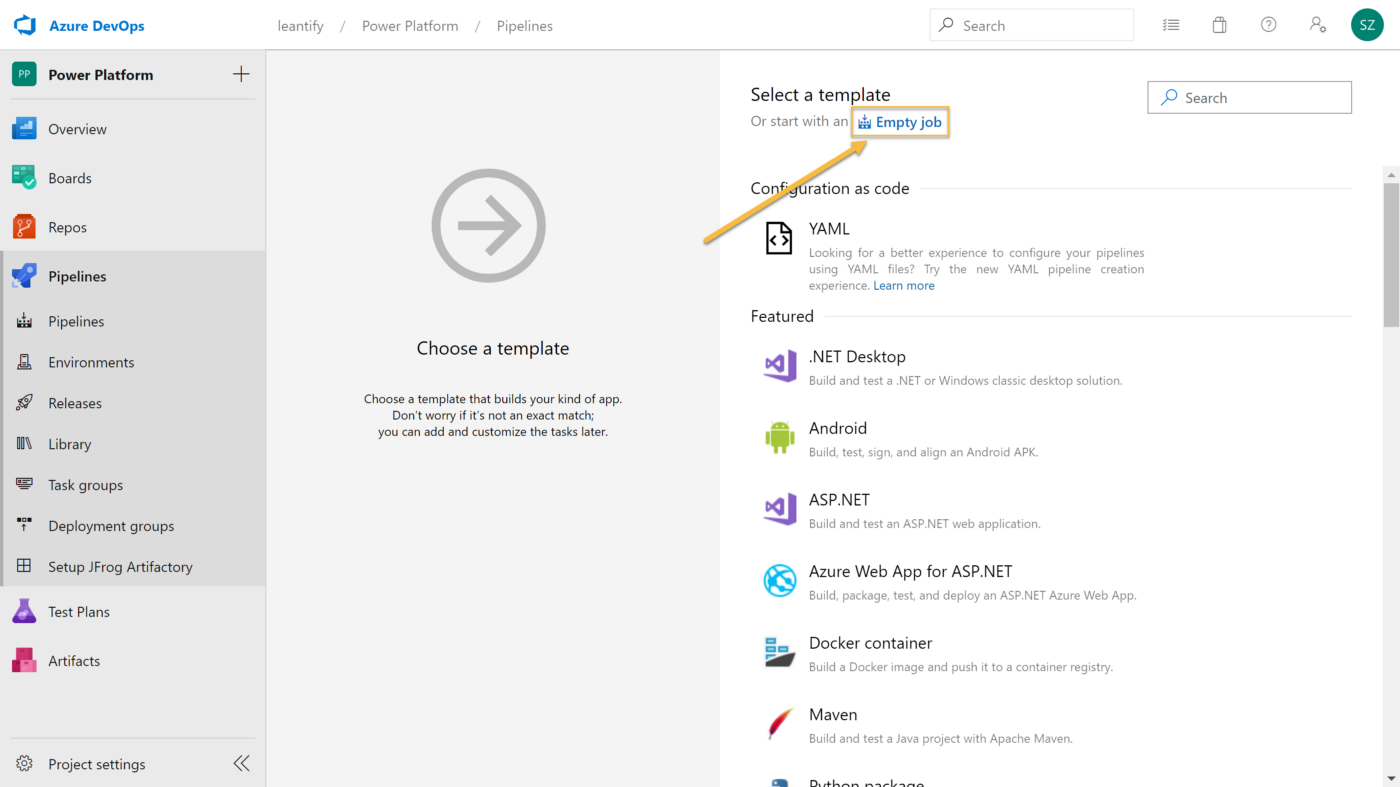 Azure DevOps
leantify / Power Platform / Pipelines
Search
SZ
PP Power Platform
Overview
Boards
Repos
Pipelines
Pipelines
Environments
Releases
Library
Task groups
Deployment groups
Setup JFrog Artifactory
Test Plans
Artifacts
Project settings
Choose a template
Choose a template that builds your kind of app.
Don't worry if it's not an exact match;
you can add and customize the tasks later.
Select a template
Or start with an Empty job
Search
Configuration as code
YAML
Looking for a better experience to configure your pipelines
using YAML files? Try the new YAML pipeline creation
experience. Learn more
Featured
.NET Desktop
Build and test a .NET or Windows classic desktop solution.
Android
Build, test, sign, and align an Android APK.
ASP.NET
Build and test an ASP.NET web application.
Azure Web App for ASP.NET
Build, package, test, and deploy an ASP.NET Azure Web App.
Docker container
Build a Docker image and push it to a container registry.
Maven
Build and test a Java project with Apache Maven.
Python package